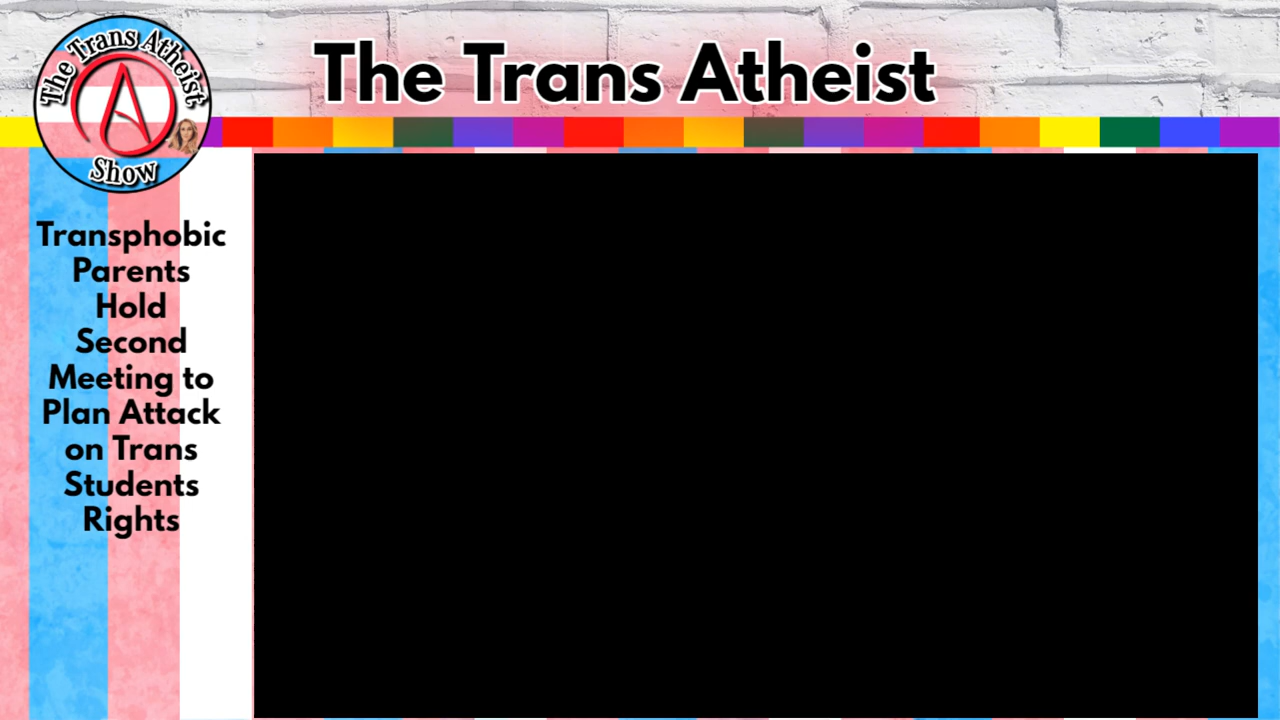 The Trans Atheist
Show
The Trans Atheist
Transphobic
Parents
Hold
Second
Meeting to
Plan Attack
on Trans
Students
Rights